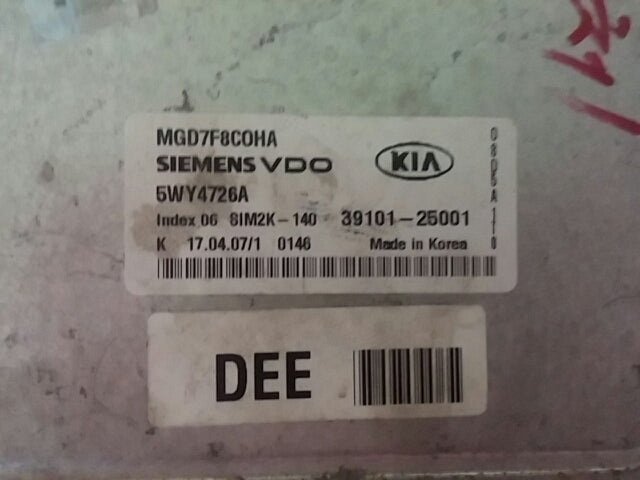 MGD7F8C0HA
SIEMENS VDO
KIA
5WY4726A
Index 06 SIM2K-140 39101-25001
K 17.04.07/1 0146 Made in Korea
DEE